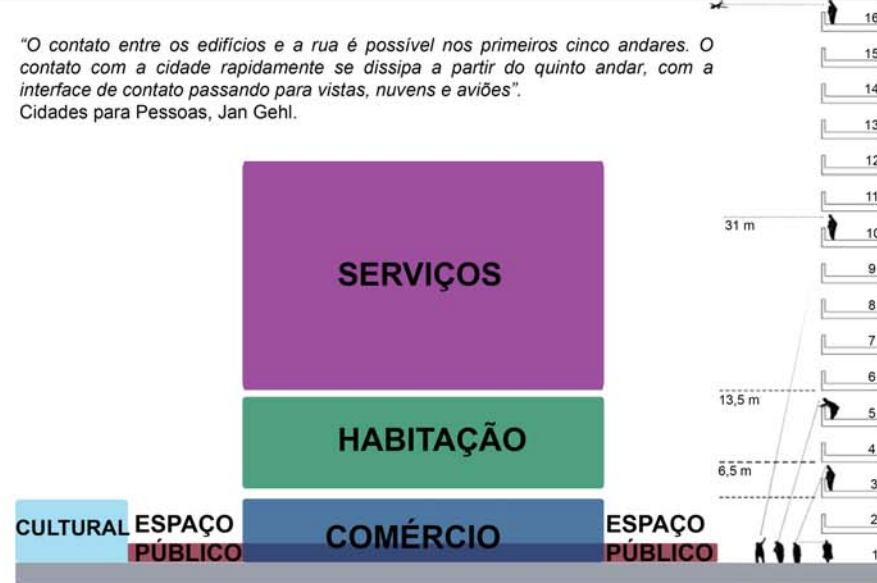 “O contato entre os edifícios e a rua é possível nos primeiros cinco andares. O
contato com a cidade rapidamente se dissipa a partir do quinto andar, com a
interface de contato passando para vistas, nuvens e aviões”.
Cidades para Pessoas, Jan Gehl.
SERVIÇOS
HABITAÇÃO
CULTURAL
ESPAÇO
PÚBLICO
COMÉRCIO
ESPAÇO
PÚBLICO
16
15
14
13
12
11
31 m
10
9
8
7
6
13,5 m
5
4
6,5 m
3
2
1